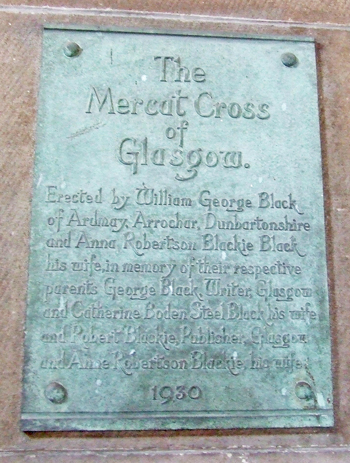 The
Mercat Cross
of
Glasgow.
Erected by William George Black
of Ardmay, Arrochar, Dunbartonshire
and Anna Robertson Blackie Black
his wife, in memory of their respective
parents George Black, Writer, Glasgow
and Catherine Boden Steel Black his wife
and Robert Blackie, Publisher, Glasgow
and Anne Robertson Blackie, his wife.
1930